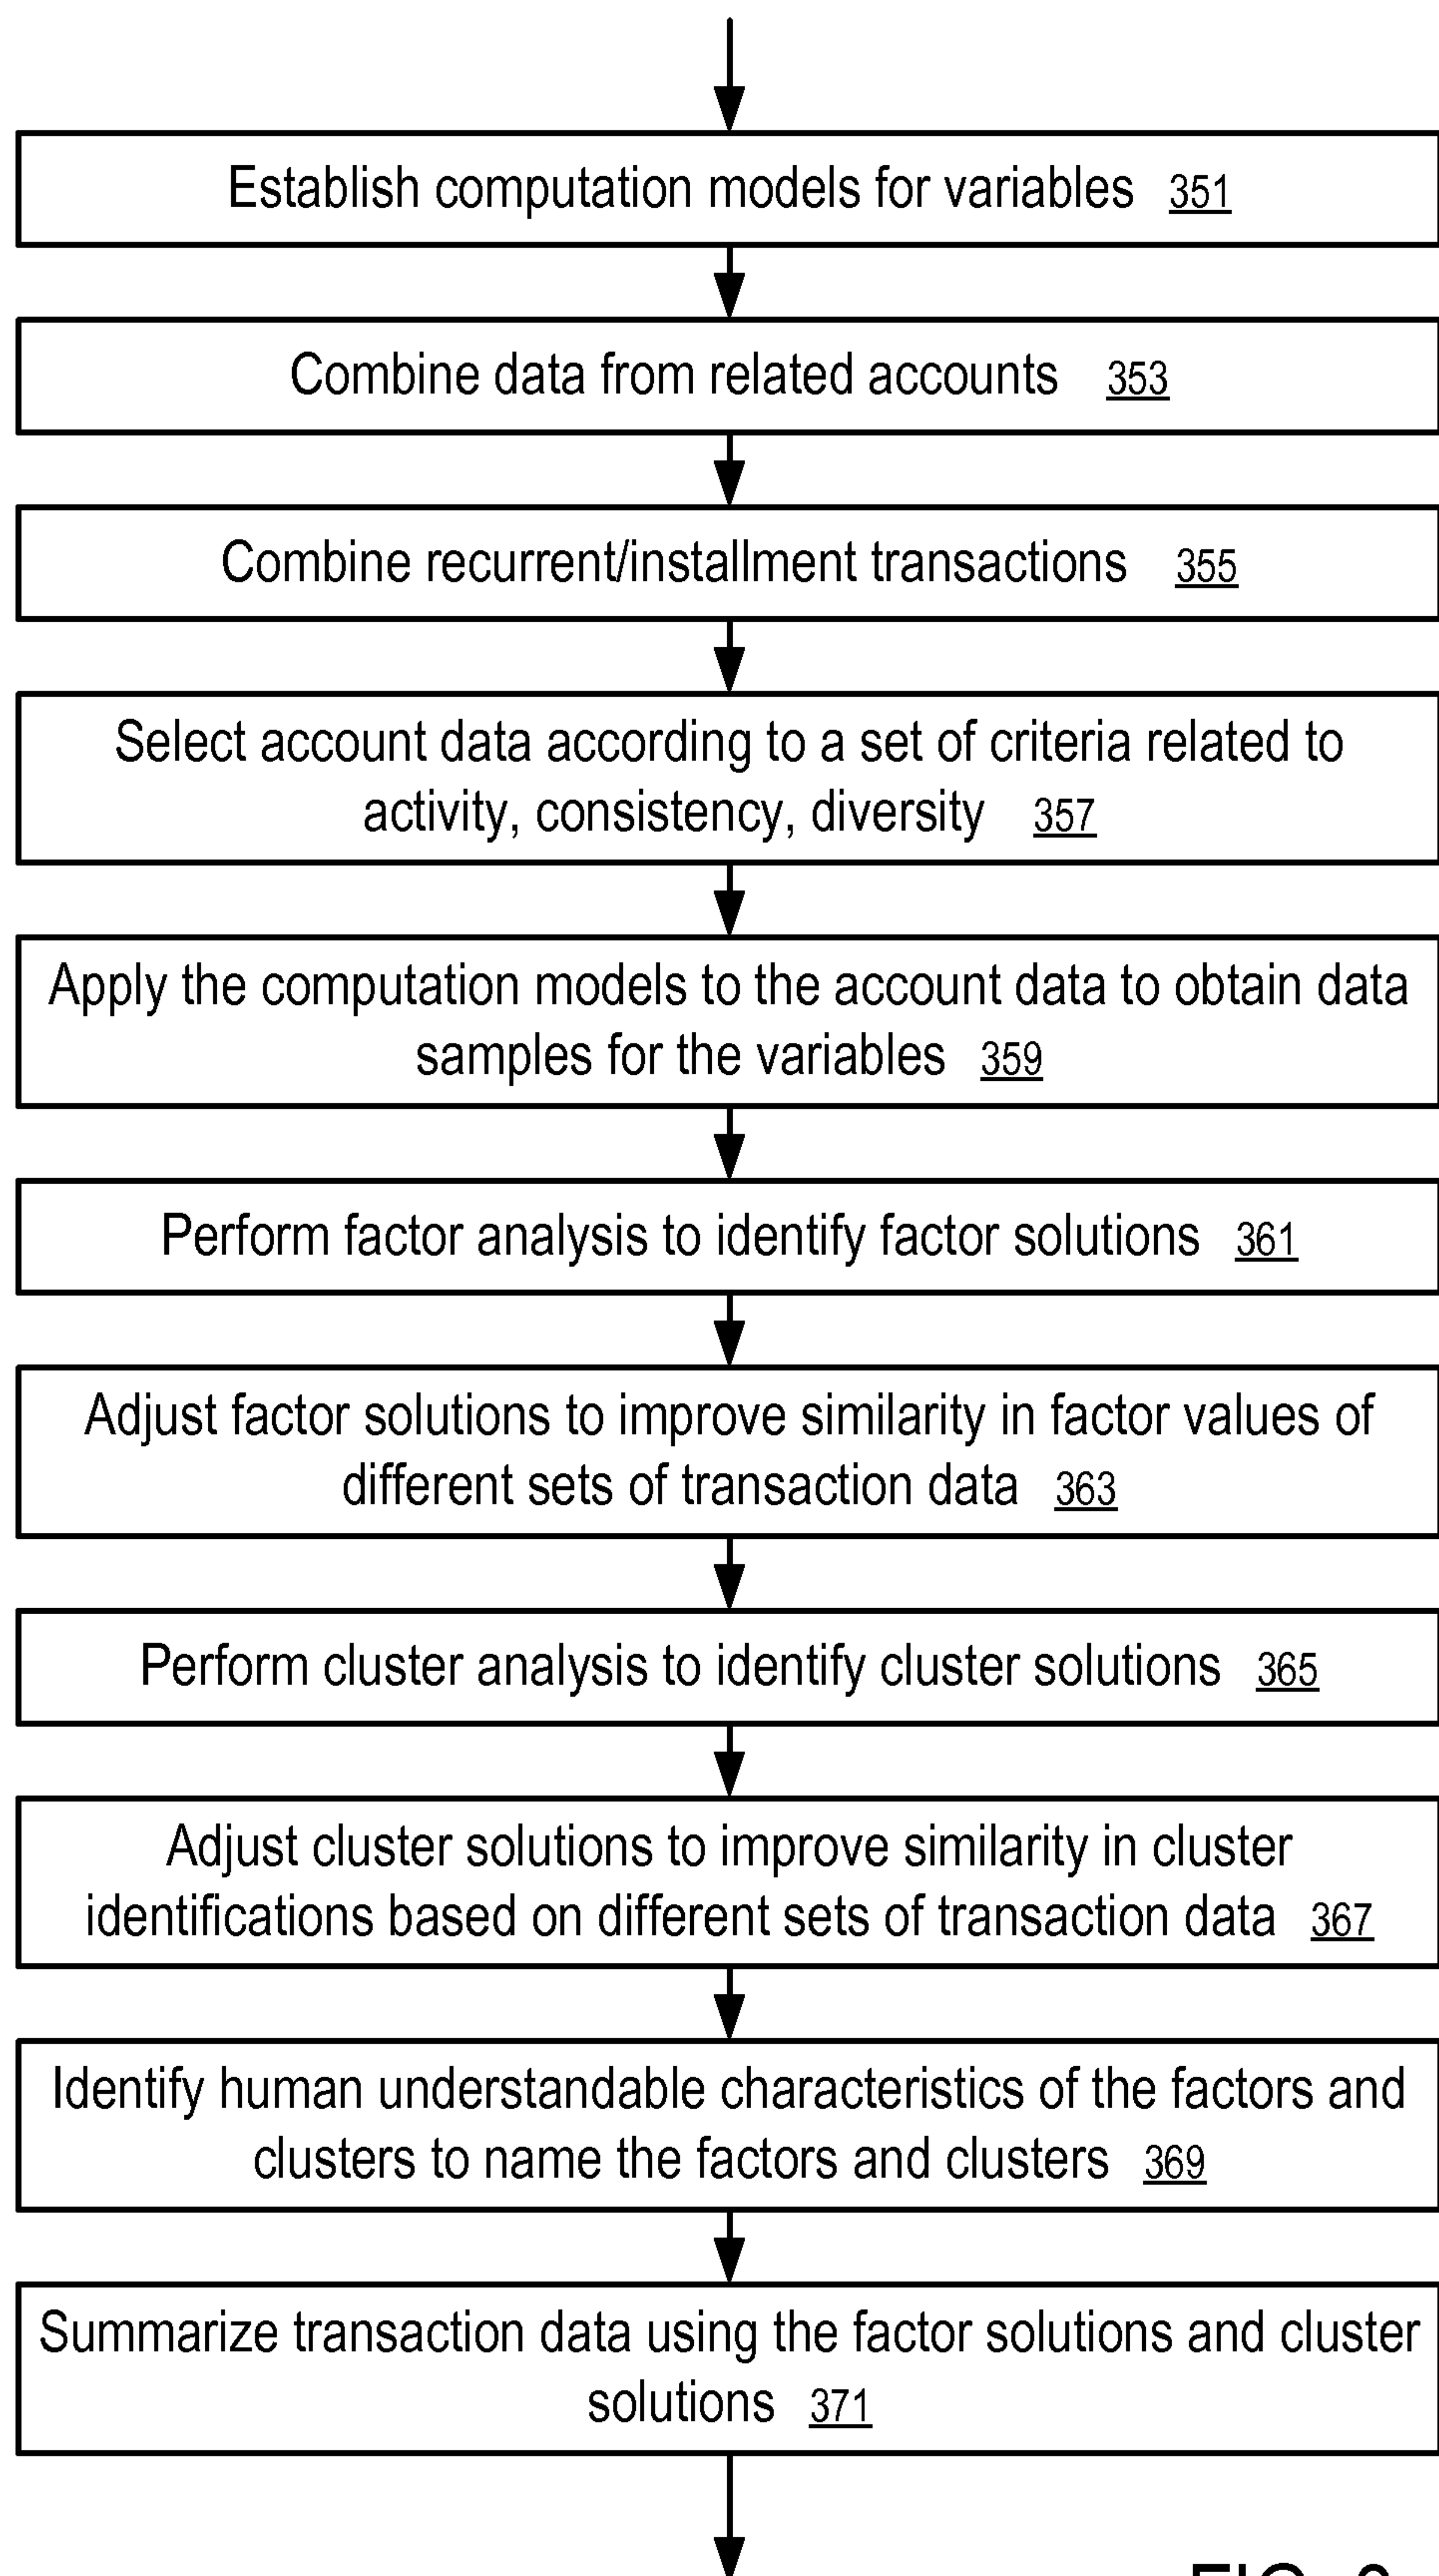 Establish computation models for variables 351
Combine data from related accounts 353
Combine recurrent/installment transactions 355
Select account data according to a set of criteria related to
activity, consistency, diversity 357
Apply the computation models to the account data to obtain data
samples for the variables 359
Perform factor analysis to identify factor solutions 361
Adjust factor solutions to improve similarity in factor values of
different sets of transaction data 363
Perform cluster analysis to identify cluster solutions 365
Adjust cluster solutions to improve similarity in cluster
identifications based on different sets of transaction data 367
Identify human understandable characteristics of the factors and
clusters to name the factors and clusters 369
Summarize transaction data using the factor solutions and cluster
solutions 371